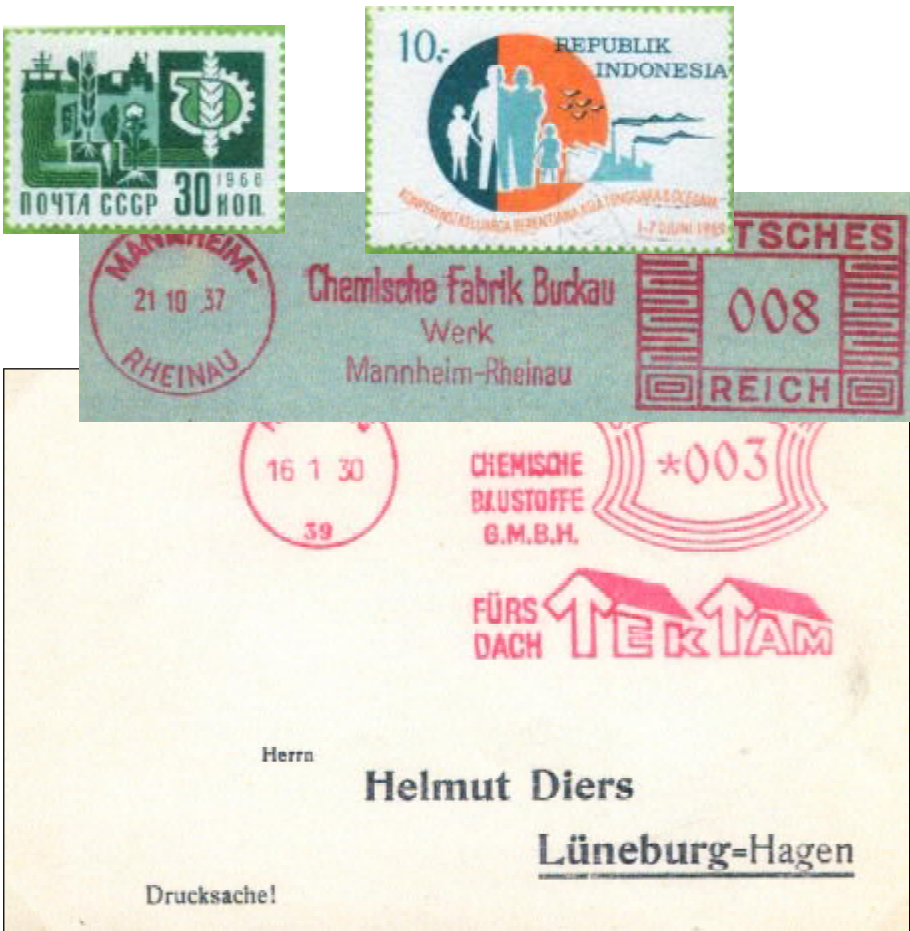 ПОЧТА СССР 30 1966 КОП
10,-
REPUBLIK
INDONESIA
1-7 JUNI 1969
MANNHEIM-
21 10 37
RHEINAU
Chemische Fabrik Buckau
Werk
Mannheim-Rheinau
TSCHES
008
REICH
16 1 30
39
CHEMISCHE
BAUSTOFFE
G.M.B.H.
*003
FÜRS
DACH
TEKTAM
Herrn
Helmut Diers
Lüneburg=Hagen
Drucksache!